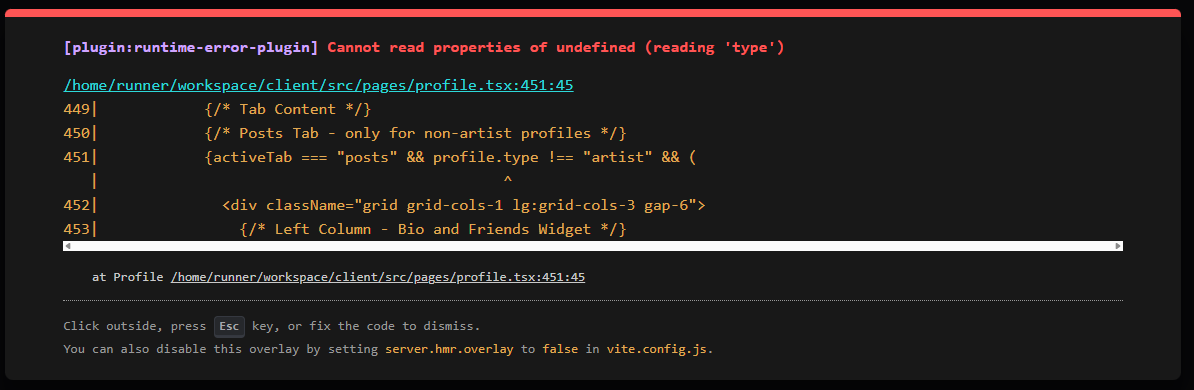 [plugin:runtime-error-plugin] Cannot read properties of undefined (reading 'type')
/home/runner/workspace/client/src/pages/profile.tsx:451:45
449|            {/* Tab Content */}
450|            {/* Posts Tab - only for non-artist profiles */}
451|            {activeTab === "posts" && profile.type !== "artist" && (
   |                                             ^
452|              <div className="grid grid-cols-1 lg:grid-cols-3 gap-6">
453|                {/* Left Column - Bio and Friends Widget */}
at Profile /home/runner/workspace/client/src/pages/profile.tsx:451:45
Click outside, press Esc key, or fix the code to dismiss.
You can also disable this overlay by setting server.hmr.overlay to false in vite.config.js.